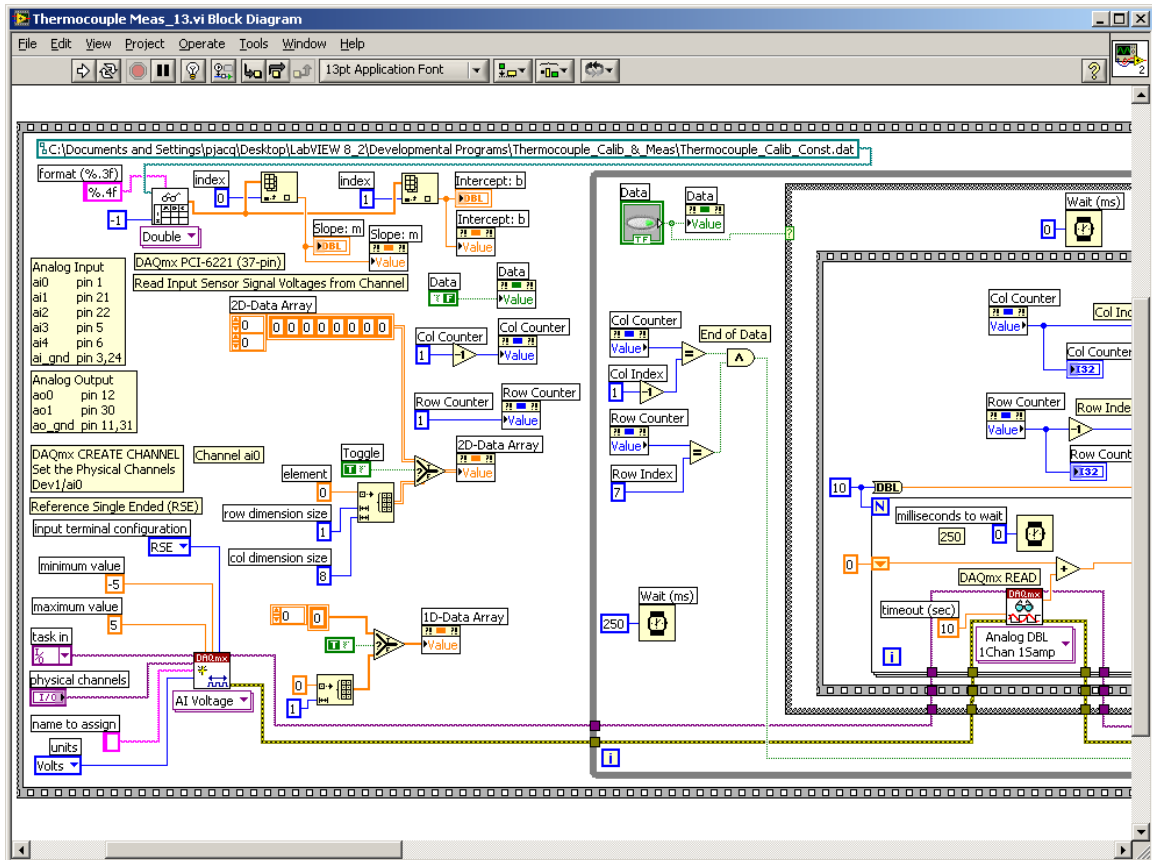 Thermocouple Meas_13.vi Block Diagram
File Edit View Project Operate Tools Window Help
13pt Application Font
2
C:\Documents and Settings\pjacq\Desktop\LabVIEW 8_2\Developmental Programs\Thermocouple_Calib_&_Meas\Thermocouple_Calib_Const.dat
format (%.3f)
%.4f
-1
Double
index
0
index
1
Intercept: b
DBL
Intercept: b
Value
Slope: m
DBL
Slope: m
Value
DAQmx PCI-6221 (37-pin)
Read Input Sensor Signal Voltages from Channel
Analog Input
ai0 pin 1
ai1 pin 21
ai2 pin 22
ai3 pin 5
ai4 pin 6
ai_gnd pin 3,24
Analog Output
ao0 pin 12
ao1 pin 30
ao_gnd pin 11,31
DAQmx CREATE CHANNEL
Set the Physical Channels
Dev1/ai0
Channel ai0
Reference Single Ended (RSE)
input terminal configuration
RSE
minimum value
-5
maximum value
5
task in
I/O
physical channels
I/O
name to assign
units
Volts
DAQmx
AI Voltage
2D-Data Array
0
0
0 0 0 0 0 0 0 0
Data
T F
Data
Value
Col Counter
1
-1
Col Counter
Value
Row Counter
1
Row Counter
Value
2D-Data Array
Value
Toggle
T F
element
0
row dimension size
1
col dimension size
8
0
0
T F
1D-Data Array
Value
0
1
Data
TF
Data
Value
Col Counter
Value
=
Col Index
1
-1
End of Data
Row Counter
Value
=
Row Index
7
Wait (ms)
250
i
?
Wait (ms)
0
Col Counter
Value
Col Counter
I32
Row Counter
Value
-1
I32
10
DBL
N
milliseconds to wait
250
0
0
+
DAQmx READ
DAQmx
timeout (sec)
10
Analog DBL
1Chan 1Samp
i